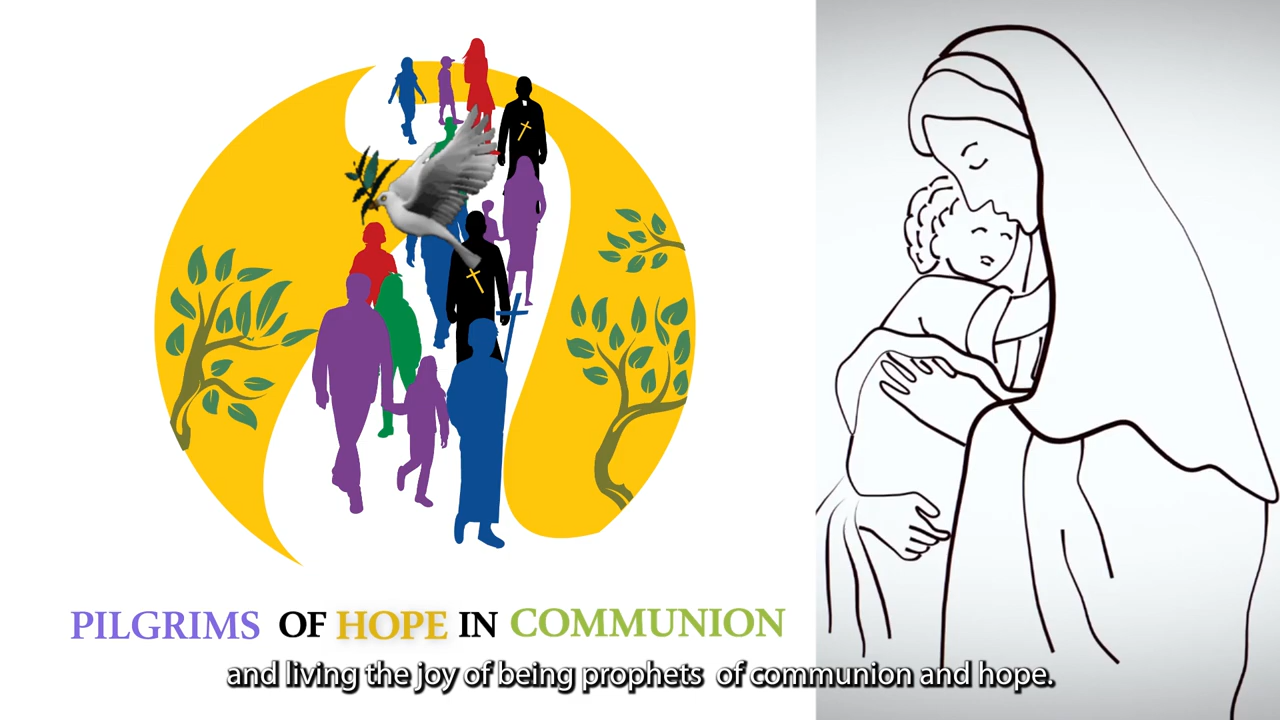 PILGRIMS OF HOPE IN COMMUNION
and living the joy of being prophets of communion and hope.